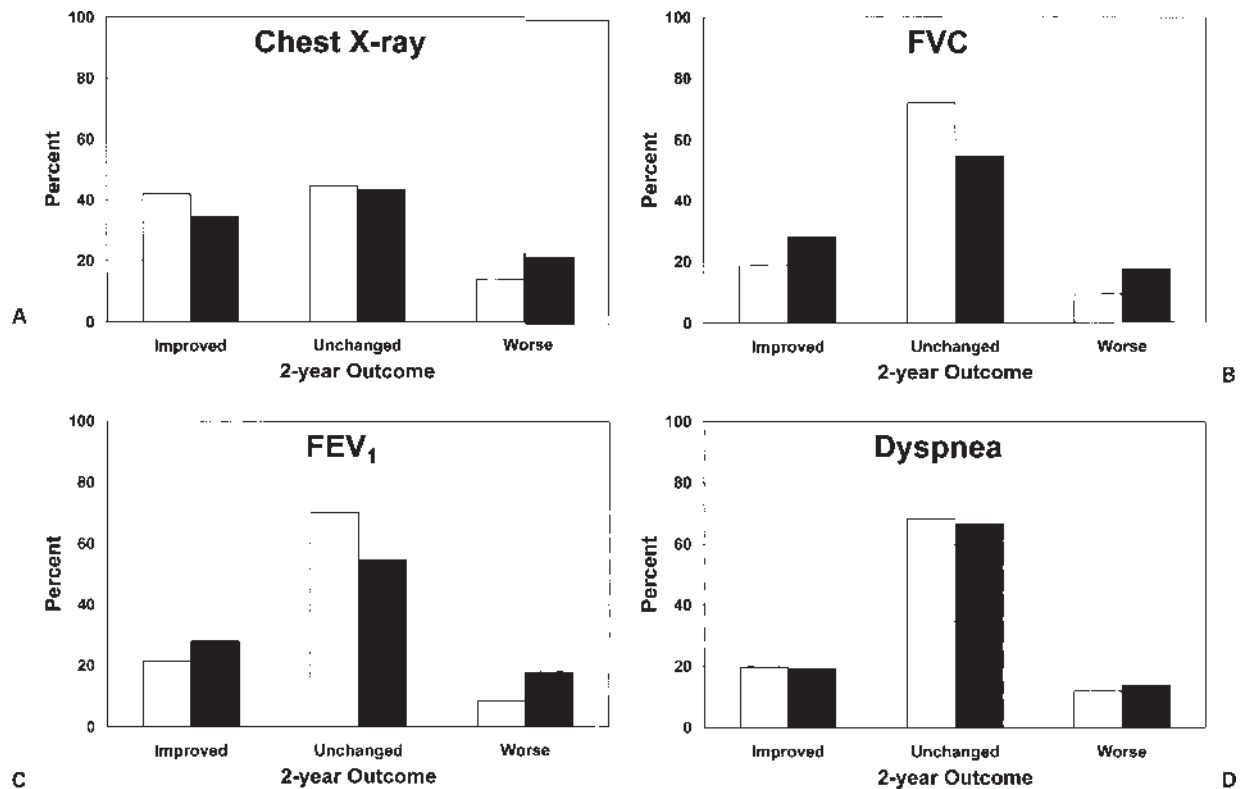 Chest X-ray
Percent
100
80
60
40
20
0
Improved Unchanged Worse
2-year Outcome
A
FVC
Percent
100
80
60
40
20
0
Improved Unchanged Worse
2-year Outcome
B
FEV₁
Percent
100
80
60
40
20
0
Improved Unchanged Worse
2-year Outcome
C
Dyspnea
Percent
100
80
60
40
20
0
Improved Unchanged Worse
2-year Outcome
D